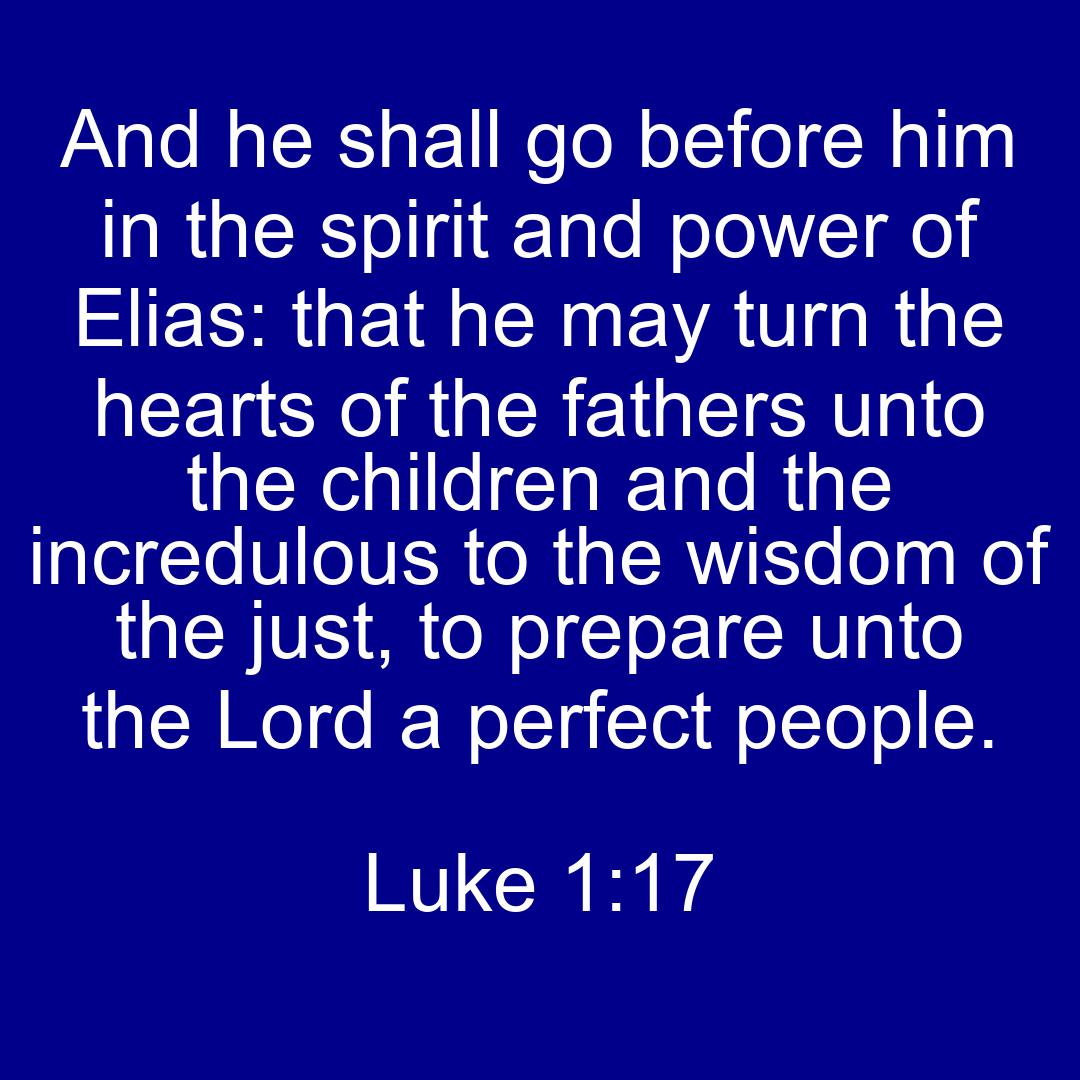 And he shall go before him
in the spirit and power of
Elias: that he may turn the
hearts of the fathers unto
the children and the
incredulous to the wisdom of
the just, to prepare unto
the Lord a perfect people.
Luke 1:17